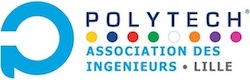 POLYTECH®
ASSOCIATION DES
INGENIEURS • LILLE